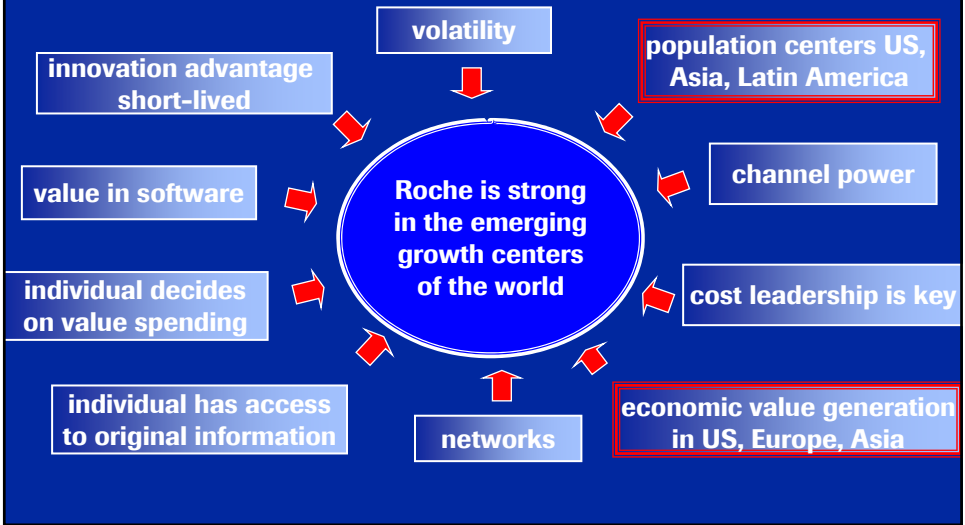 volatility
population centers US,
Asia, Latin America
innovation advantage
short-lived
value in software
channel power
Roche is strong
in the emerging
growth centers
of the world
individual decides
on value spending
cost leadership is key
individual has access
to original information
networks
economic value generation
in US, Europe, Asia